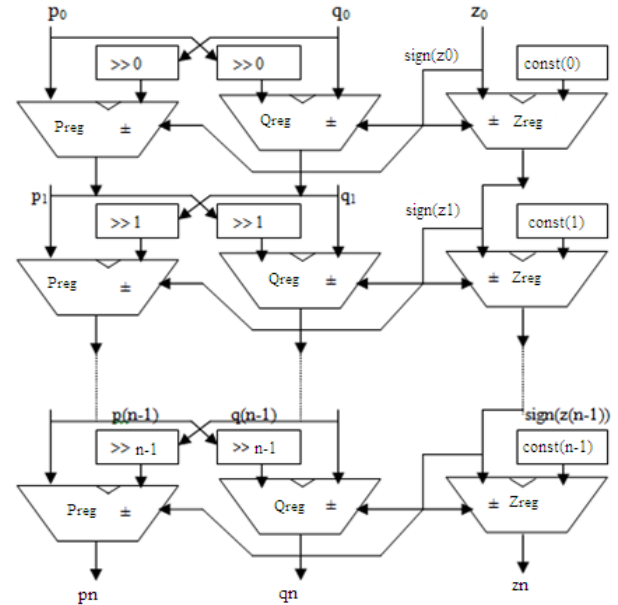 p0 q0 z0
>>0 >>0 sign(z0) const(0)
Preg ± Qreg ± ± Zreg
p1 q1 sign(z1)
>>1 >>1 const(1)
Preg ± Qreg ± ± Zreg
p(n-1) q(n-1) sign(z(n-1))
>> n-1 >> n-1 const(n-1)
Preg ± Qreg ± ± Zreg
pn qn zn